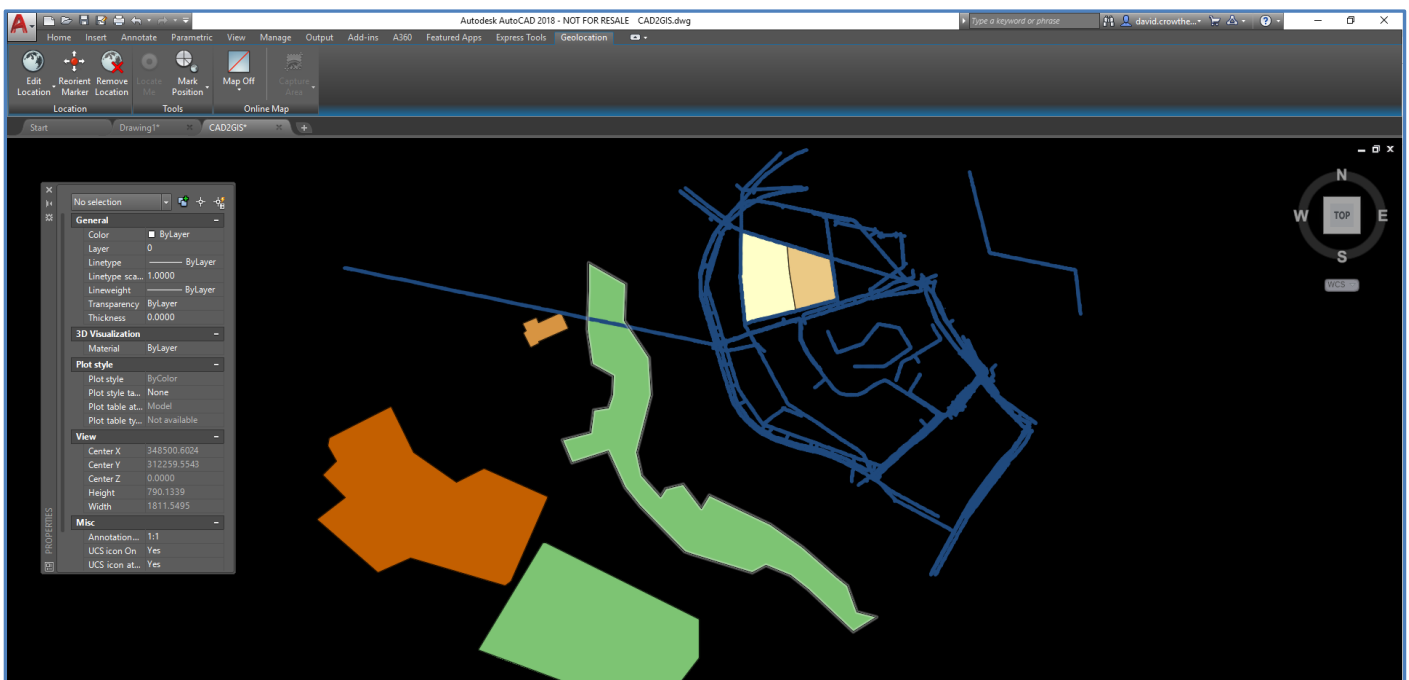 A
Autodesk AutoCAD 2018 - NOT FOR RESALE CAD2GIS.dwg
Type a keyword or phrase
david.crowthe...
Home Insert Annotate Parametric View Manage Output Add-ins A360 Featured Apps Express Tools Geolocation
Edit Location
Reorient Marker
Remove Location
Locate Me
Mark Position
Map Off
Capture Area
Location Tools Online Map
Start Drawing1* CAD2GIS*
No selection
General
Color ByLayer
Layer 0
Linetype ByLayer
Linetype sca... 1.0000
Lineweight ByLayer
Transparency ByLayer
Thickness 0.0000
3D Visualization
Material ByLayer
Plot style
Plot style ByColor
Plot style ta... None
Plot table at... Model
Plot table ty... Not available
View
Center X 348500.6024
Center Y 312259.5543
Center Z 0.0000
Height 790.1339
Width 1811.5495
Misc
Annotation... 1:1
UCS icon On Yes
UCS icon at... Yes
PROPERTIES
N
W TOP E
S
WCS